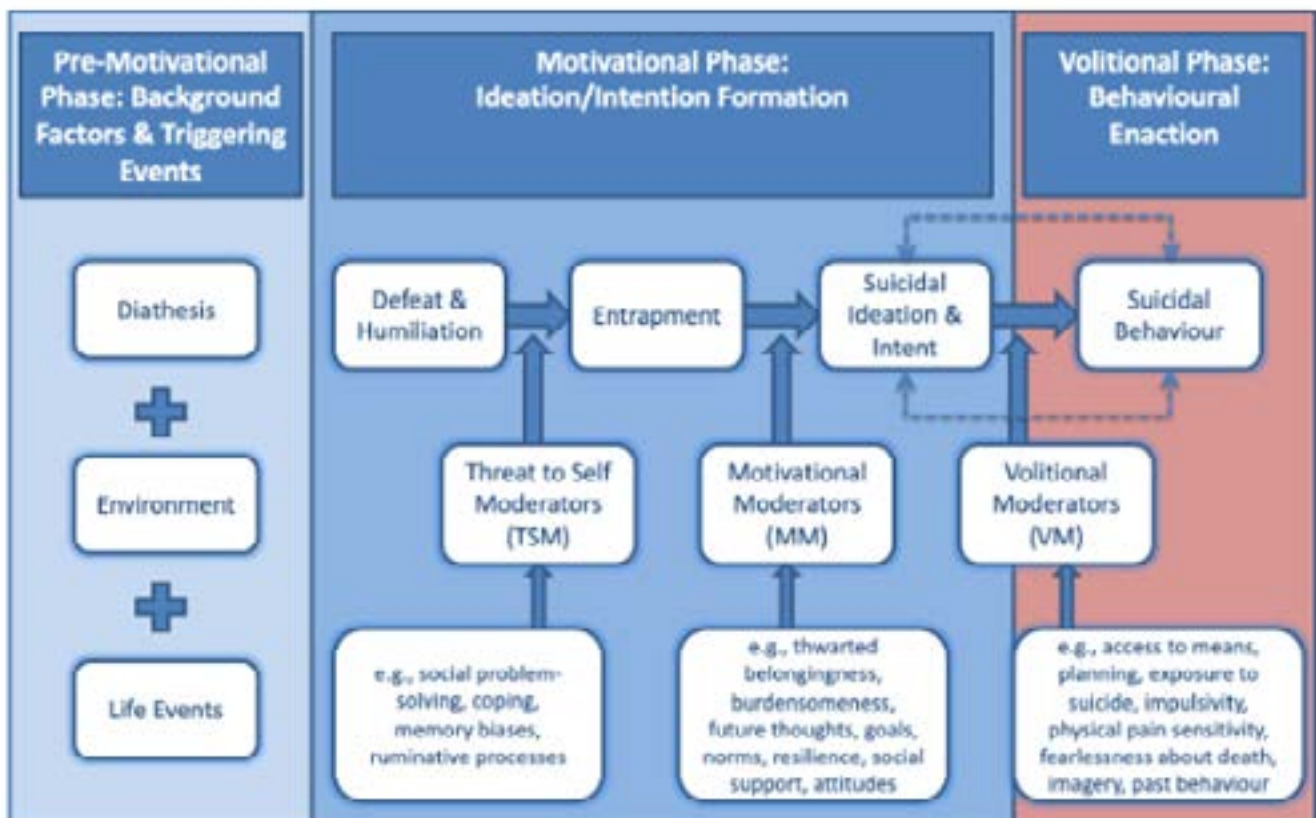 Pre-Motivational
Phase: Background
Factors & Triggering
Events
Motivational Phase:
Ideation/Intention Formation
Volitional Phase:
Behavioural
Enaction
Diathesis
Environment
Life Events
Defeat &
Humiliation
Entrapment
Suicidal
Ideation &
Intent
Suicidal
Behaviour
Threat to Self
Moderators
(TSM)
Motivational
Moderators
(MM)
Volitional
Moderators
(VM)
e.g., social problem-
solving, coping,
memory biases,
ruminative processes
e.g., thwarted
belongingness,
burdensomeness,
future thoughts, goals,
norms, resilience, social
support, attitudes
e.g., access to means,
planning, exposure to
suicide, impulsivity,
physical pain sensitivity,
fearlessness about death,
imagery, past behaviour